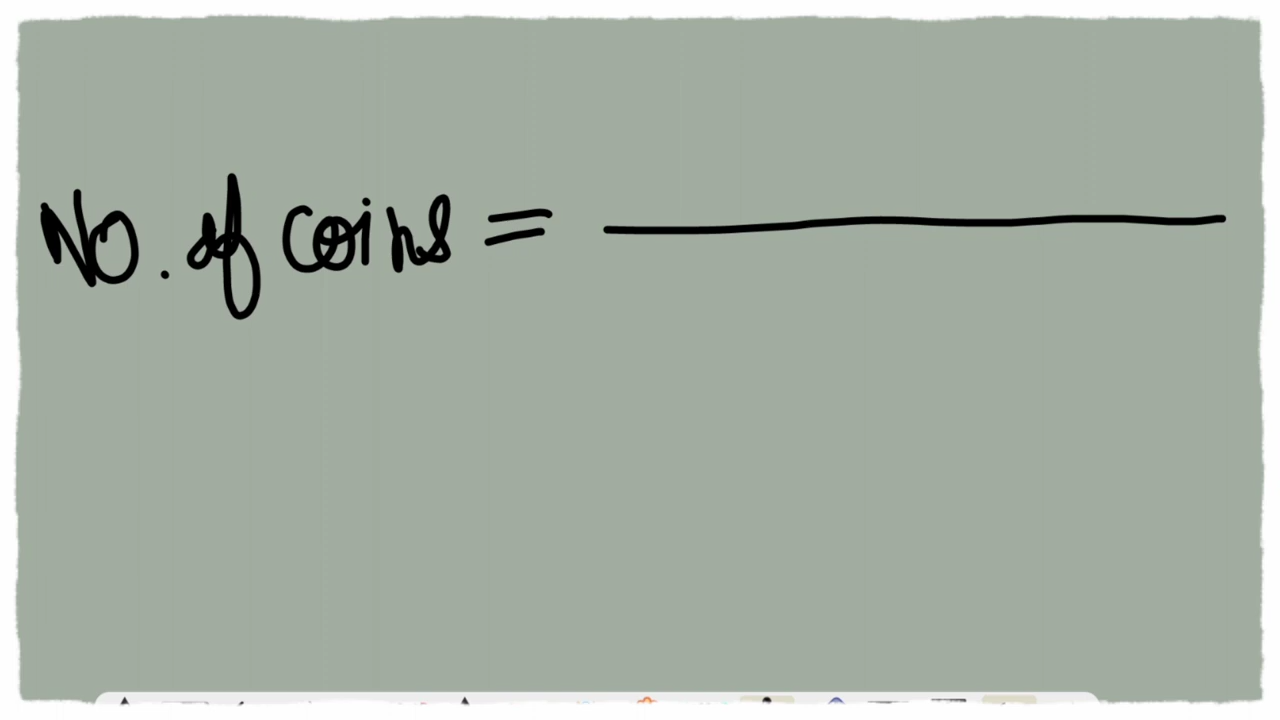 No. of coins =